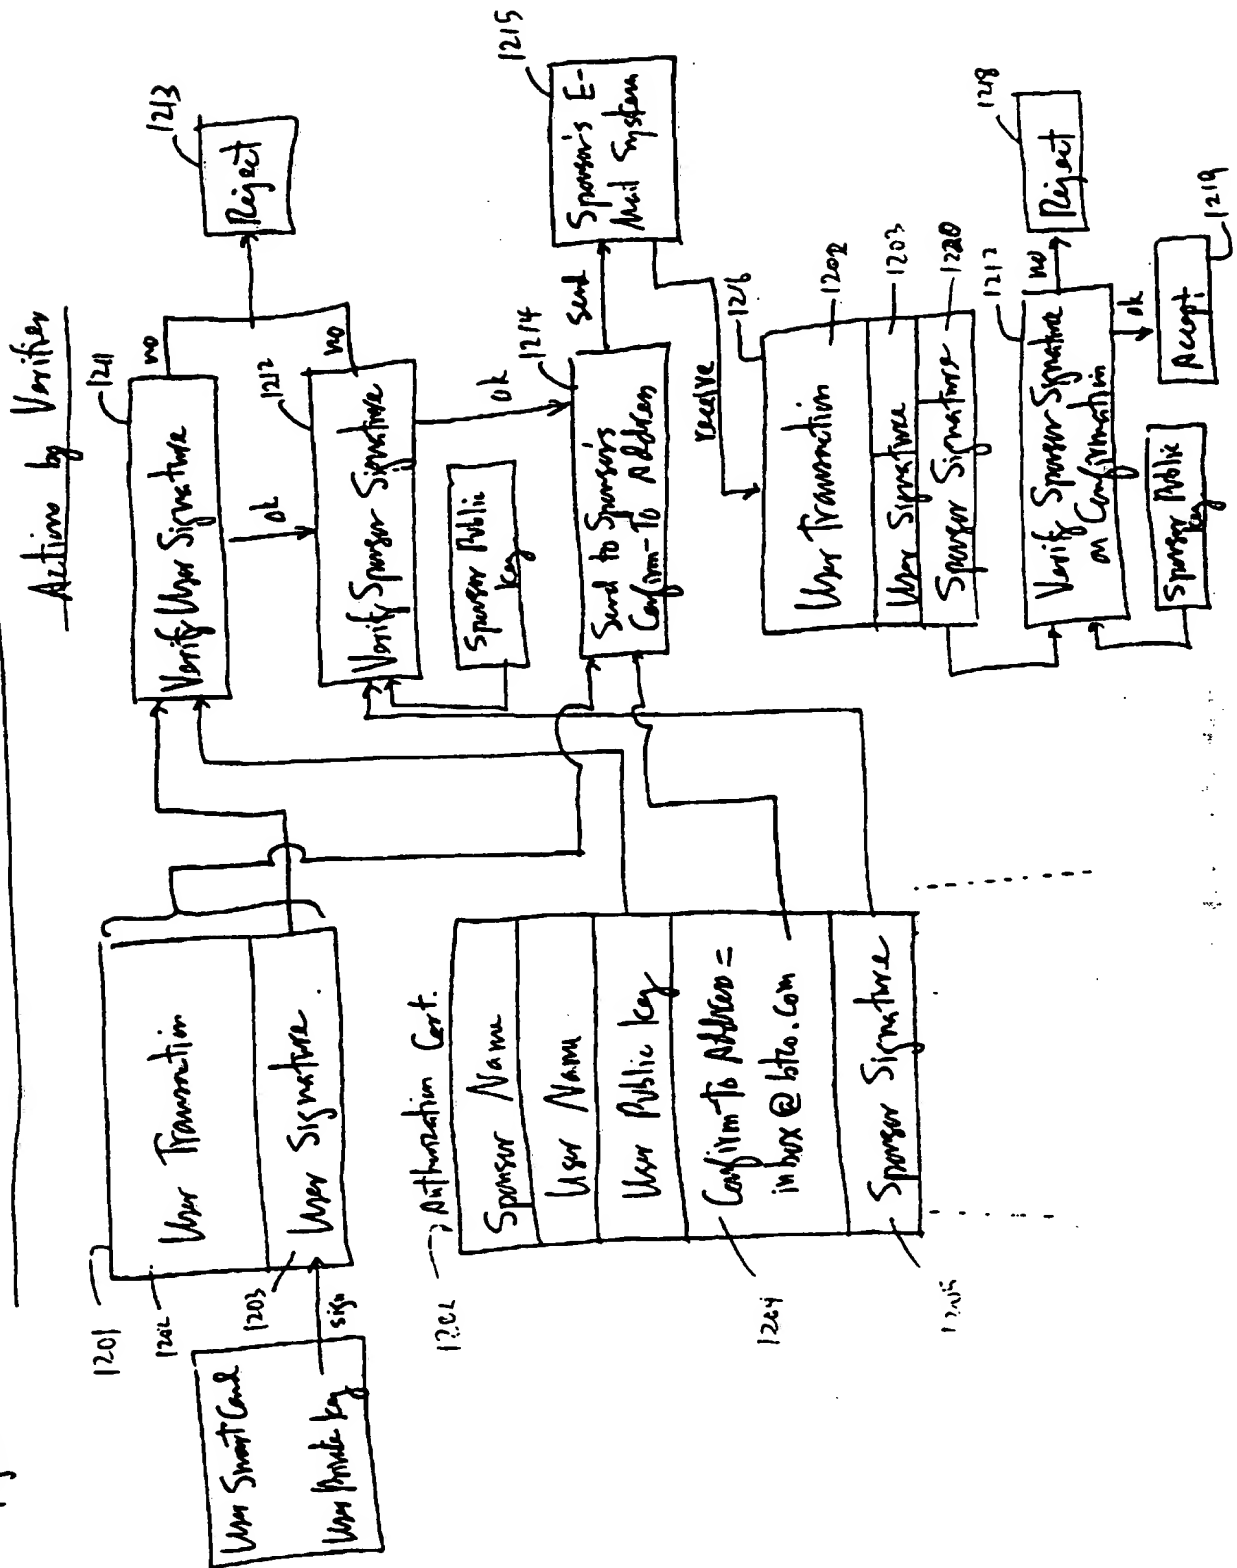 Action by Verifier
1201
1202
1203
User Transaction
User Signature
User Smart Card
User Private Key
sign
Authorization Cert.
Sponsor Name
User Name
User Public Key
Confirm-To Address =
inbox@btco.com
Sponsor Signature
1204
1211
Verify User Signature
no
ok
1212
Verify Sponsor Signature
no
1213
Reject
ok
Sponsor Public
Key
1214
Send to Sponsor's
Confirm-To Address
send
1215
Sponsor's E-
Mail System
receive
1216
User Transaction
1202
User Signature
1203
Sponsor Signature
1220
1217
Verify Sponsor Signature
on Confirmation
no
1218
Reject
ok
Accept
1219
Sponsor Public
Key